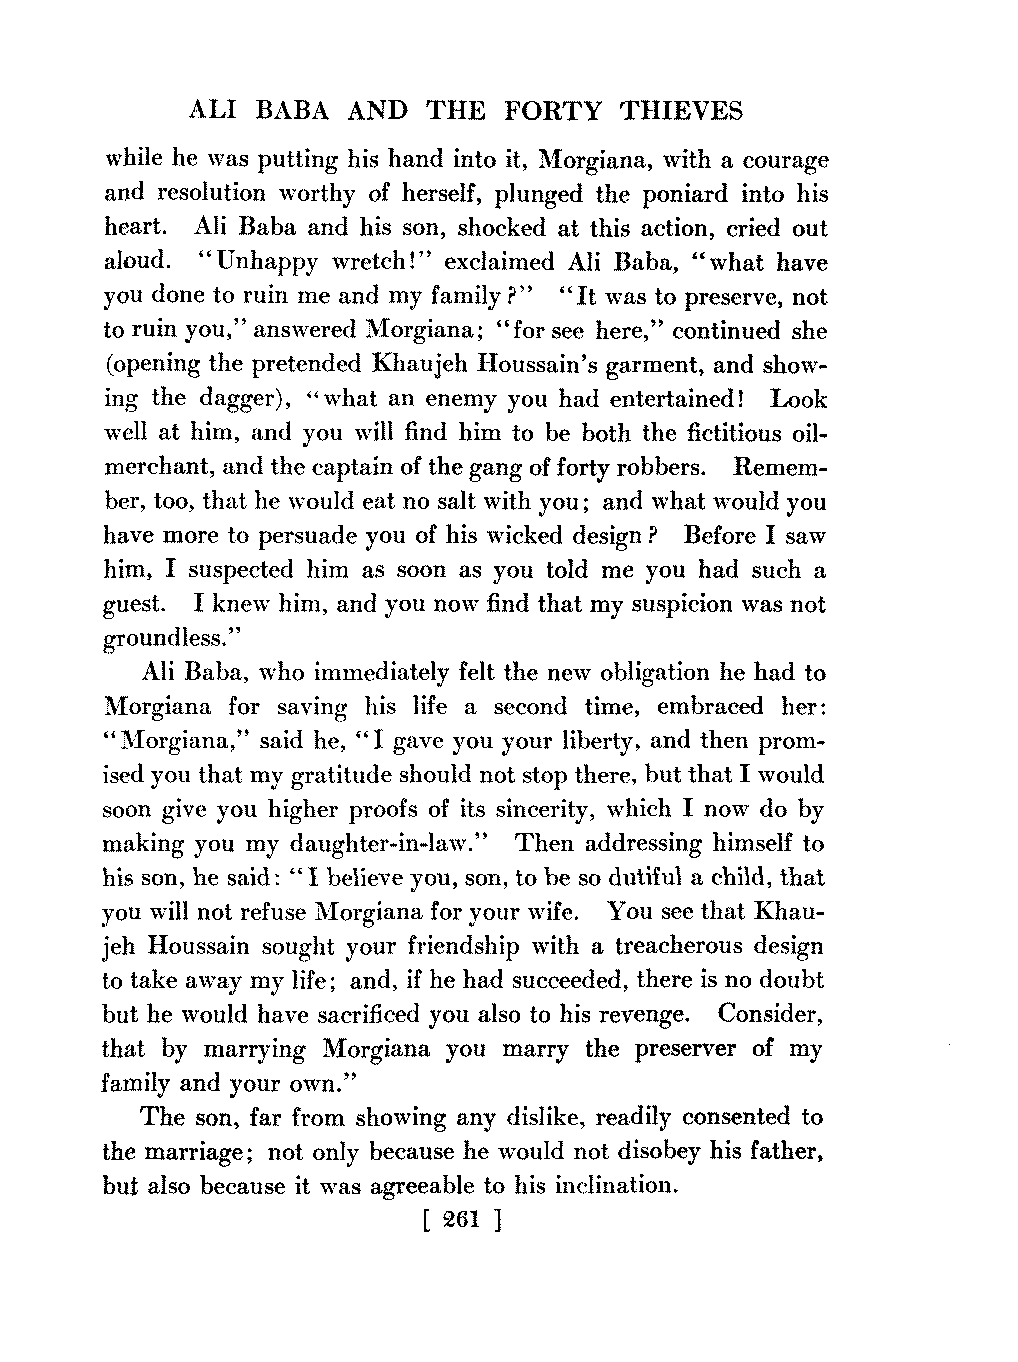 ALI BABA AND THE FORTY THIEVES
while he was putting his hand into it, Morgiana, with a courage
and resolution worthy of herself, plunged the poniard into his
heart. Ali Baba and his son, shocked at this action, cried out
aloud. "Unhappy wretch!" exclaimed Ali Baba, "what have
you done to ruin me and my family?" "It was to preserve, not
to ruin you," answered Morgiana; "for see here," continued she
(opening the pretended Khaujeh Houssain's garment, and show-
ing the dagger), "what an enemy you had entertained! Look
well at him, and you will find him to be both the fictitious oil-
merchant, and the captain of the gang of forty robbers. Remem-
ber, too, that he would eat no salt with you; and what would you
have more to persuade you of his wicked design? Before I saw
him, I suspected him as soon as you told me you had such a
guest. I knew him, and you now find that my suspicion was not
groundless."
Ali Baba, who immediately felt the new obligation he had to
Morgiana for saving his life a second time, embraced her:
"Morgiana," said he, "I gave you your liberty, and then prom-
ised you that my gratitude should not stop there, but that I would
soon give you higher proofs of its sincerity, which I now do by
making you my daughter-in-law." Then addressing himself to
his son, he said: "I believe you, son, to be so dutiful a child, that
you will not refuse Morgiana for your wife. You see that Khau-
jeh Houssain sought your friendship with a treacherous design
to take away my life; and, if he had succeeded, there is no doubt
but he would have sacrificed you also to his revenge. Consider,
that by marrying Morgiana you marry the preserver of my
family and your own."
The son, far from showing any dislike, readily consented to
the marriage; not only because he would not disobey his father,
but also because it was agreeable to his inclination.
[ 261 ]